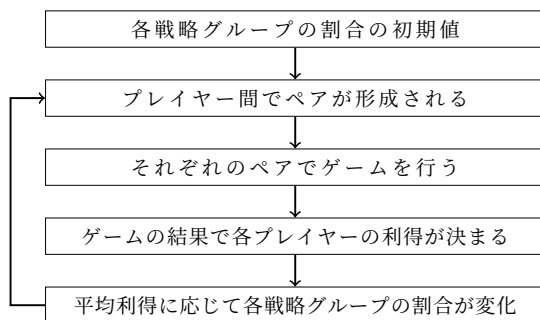 各戦略グループの割合の初期値
プレイヤー間でペアが形成される
それぞれのペアでゲームを行う
ゲームの結果で各プレイヤーの利得が決まる
平均利得に応じて各戦略グループの割合が変化